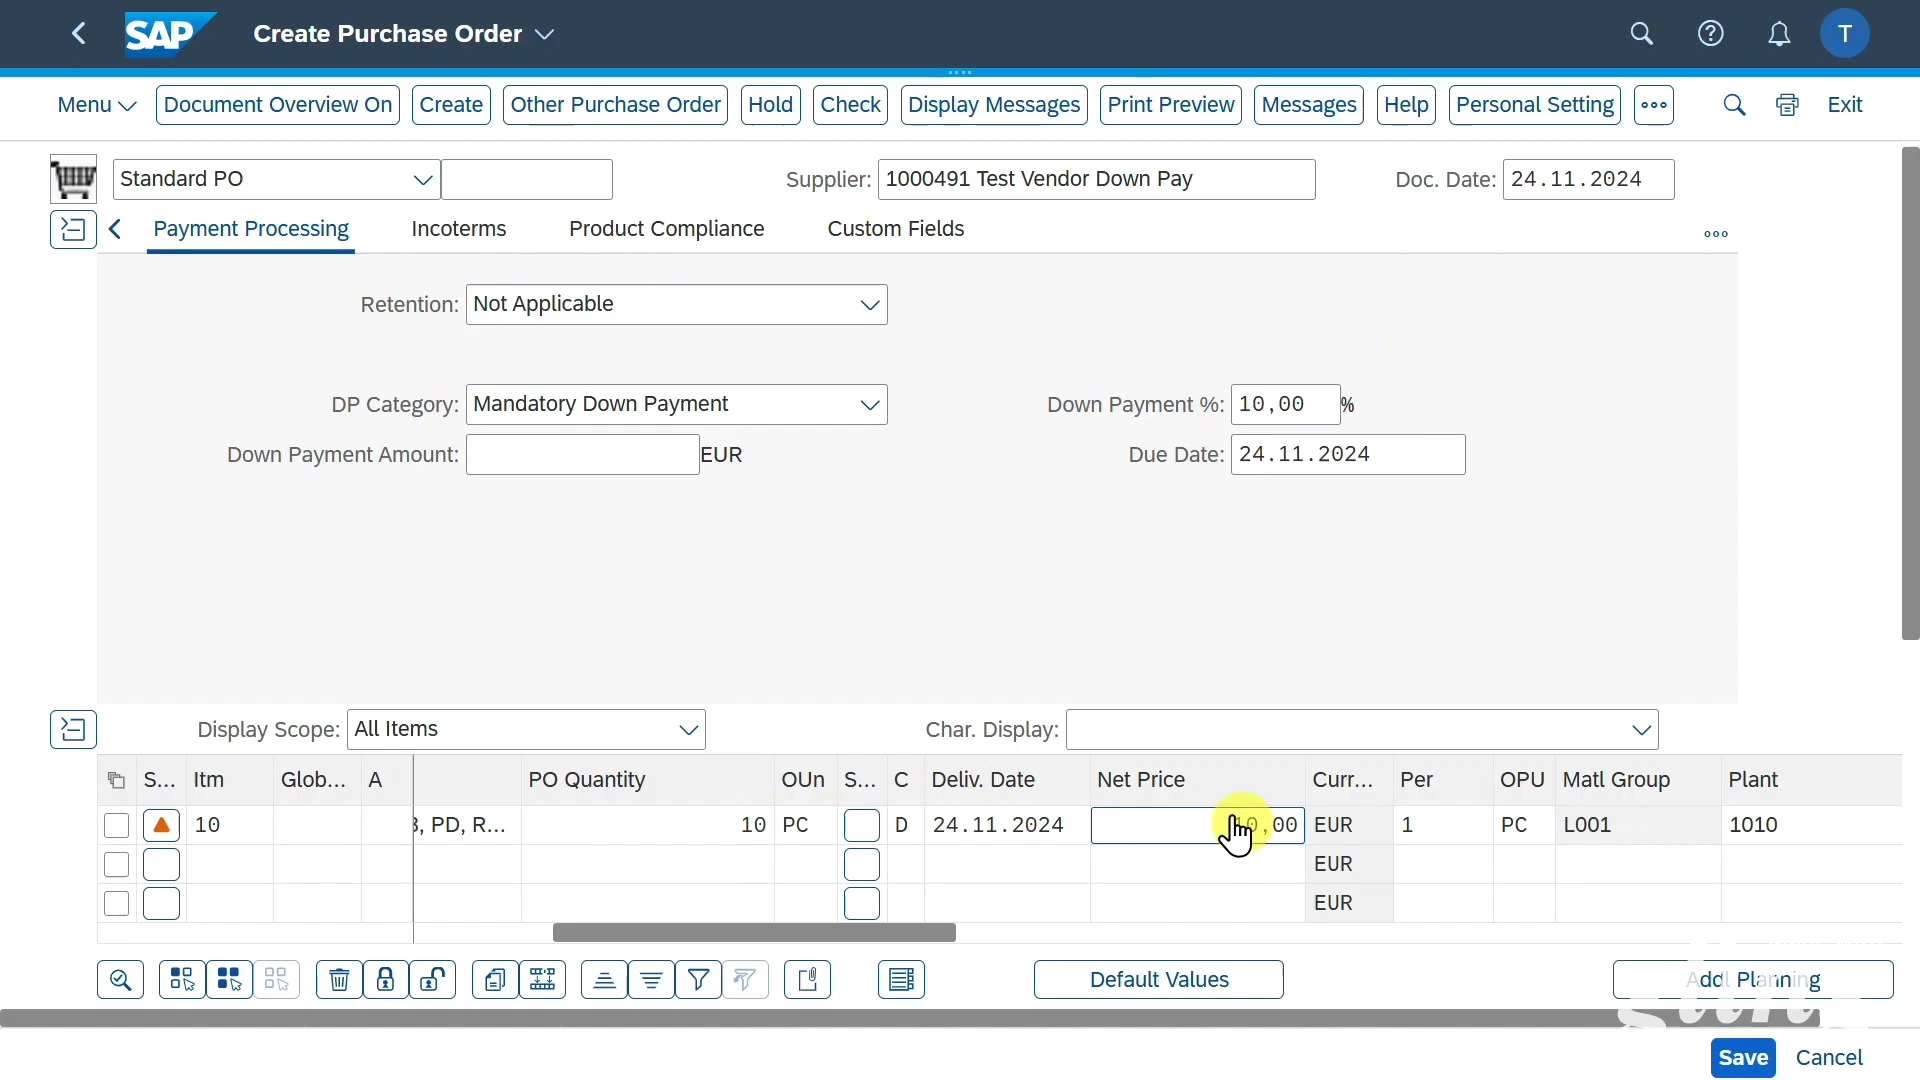 SAP Create Purchase Order T
Menu Document Overview On Create Other Purchase Order Hold Check Display Messages Print Preview Messages Help Personal Setting Exit
Standard PO Supplier: 1000491 Test Vendor Down Pay Doc. Date: 24.11.2024
Payment Processing Incoterms Product Compliance Custom Fields
Retention: Not Applicable
DP Category: Mandatory Down Payment Down Payment %: 10,00 %
Down Payment Amount: EUR Due Date: 24.11.2024
Display Scope: All Items Char. Display:
S... Itm Glob... A PO Quantity OUn S... C Deliv. Date Net Price Curr... Per OPU Matl Group Plant
10 , PD, R... 10 PC D 24.11.2024 10,00 EUR 1 PC L001 1010
EUR
EUR
Default Values Addl Planning
Save Cancel